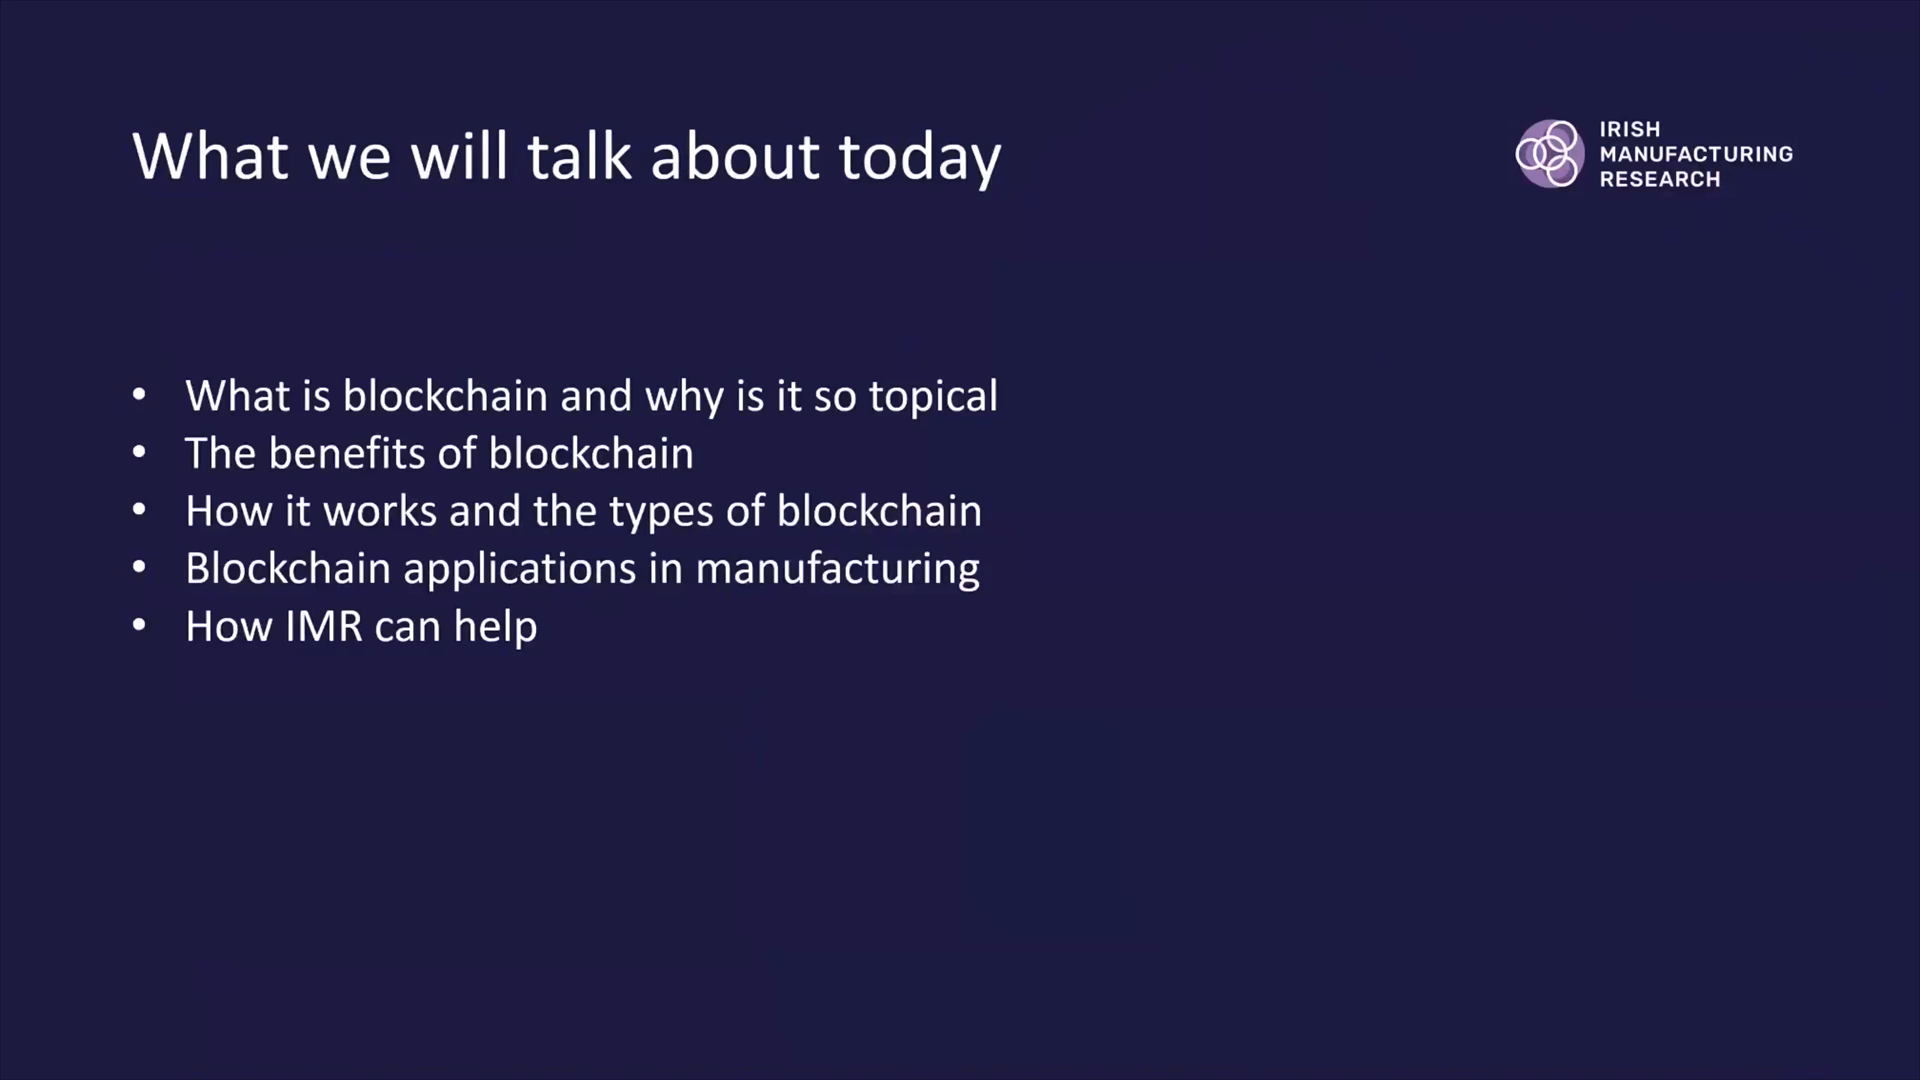 What we will talk about today
IRISH
MANUFACTURING
RESEARCH
• What is blockchain and why is it so topical
• The benefits of blockchain
• How it works and the types of blockchain
• Blockchain applications in manufacturing
• How IMR can help